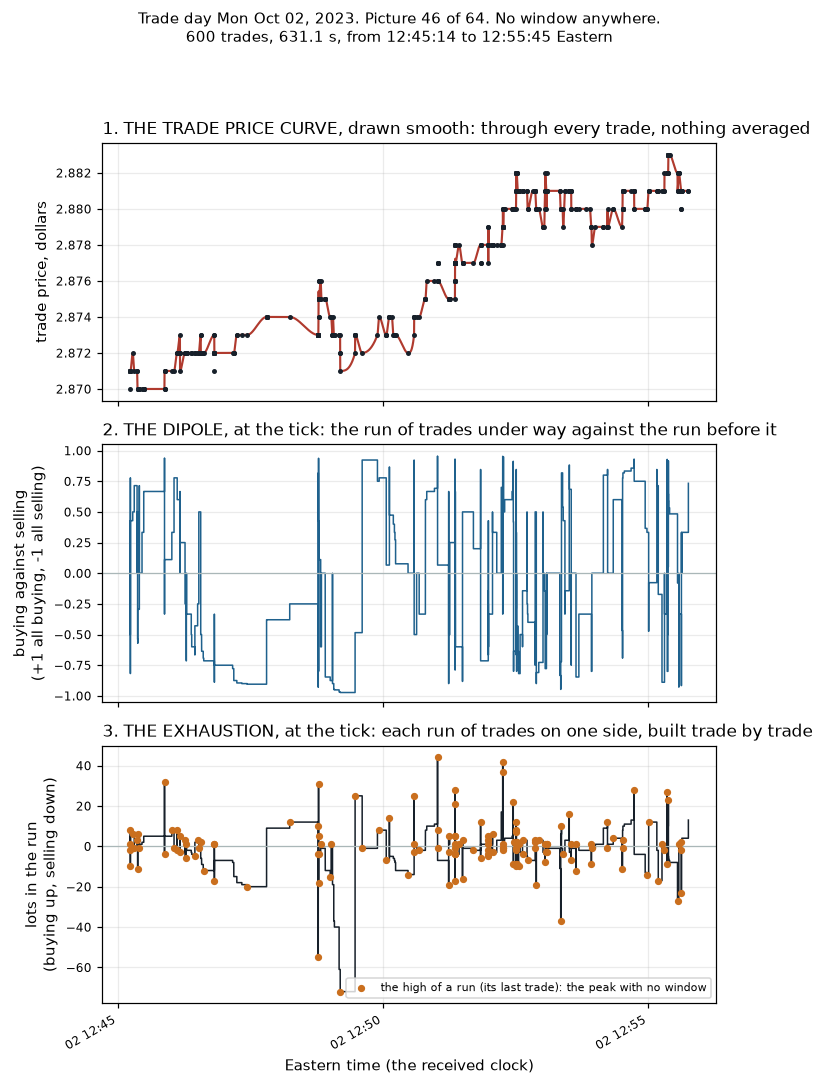 Trade day Mon Oct 02, 2023. Picture 46 of 64. No window anywhere.
600 trades, 631.1 s, from 12:45:14 to 12:55:45 Eastern
1. THE TRADE PRICE CURVE, drawn smooth: through every trade, nothing averaged
trade price, dollars
2.882
2.880
2.878
2.876
2.874
2.872
2.870
2. THE DIPOLE, at the tick: the run of trades under way against the run before it
buying against selling
(+1 all buying, -1 all selling)
1.00
0.75
0.50
0.25
0.00
−0.25
−0.50
−0.75
−1.00
3. THE EXHAUSTION, at the tick: each run of trades on one side, built trade by trade
lots in the run
(buying up, selling down)
40
20
0
−20
−40
−60
the high of a run (its last trade): the peak with no window
02 12:45
02 12:50
02 12:55
Eastern time (the received clock)